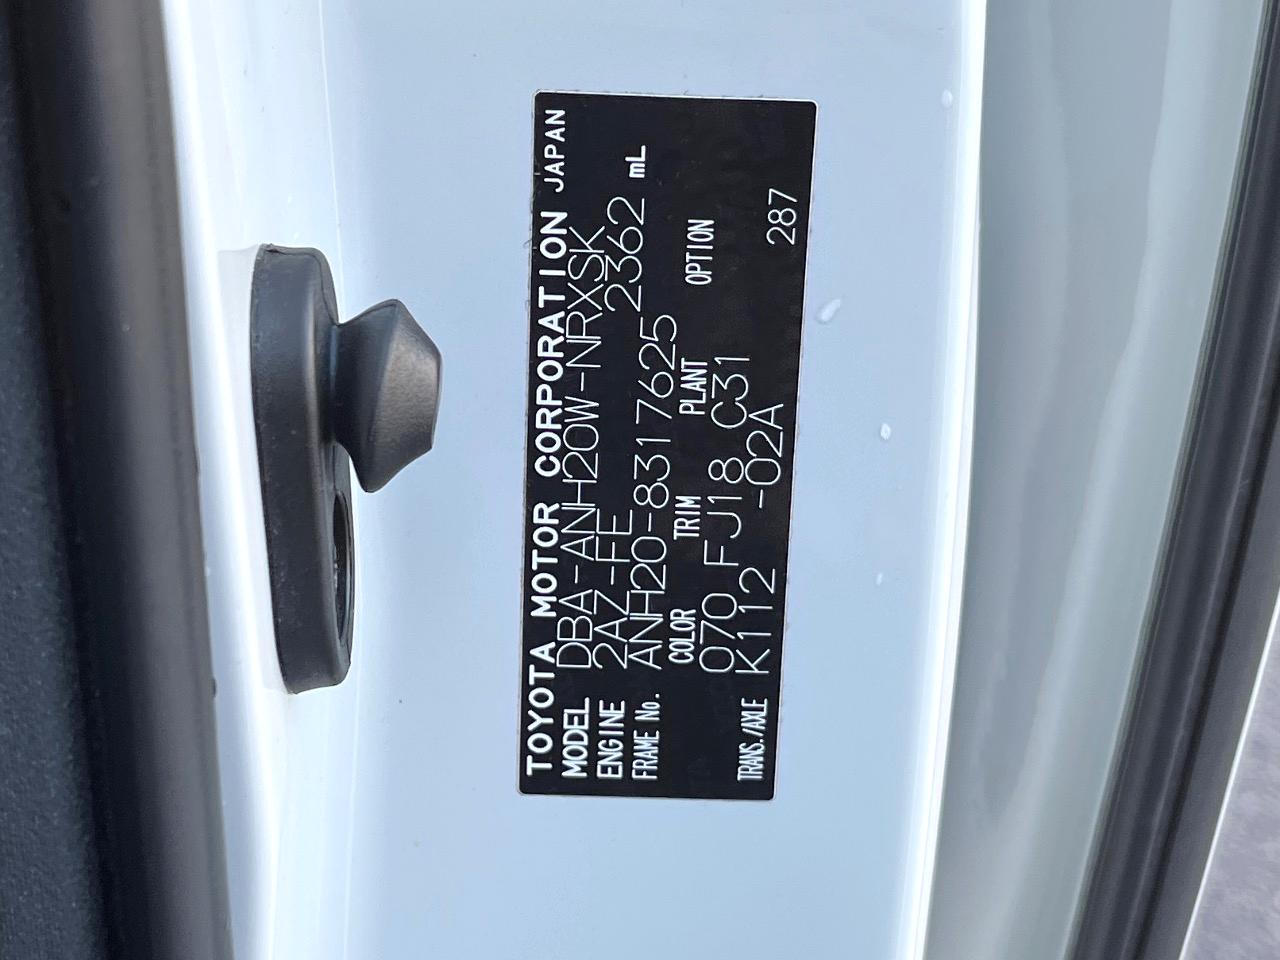 TOYOTA MOTOR CORPORATION JAPAN
MODEL DBA-ANH20W-NRXSK
ENGINE 2AZ-FE 2362 mL
FRAME No. ANH20-8317625
COLOR TRIM PLANT OPTION
070 FJ18 C31
TRANS./AXLE K112 -02A 287